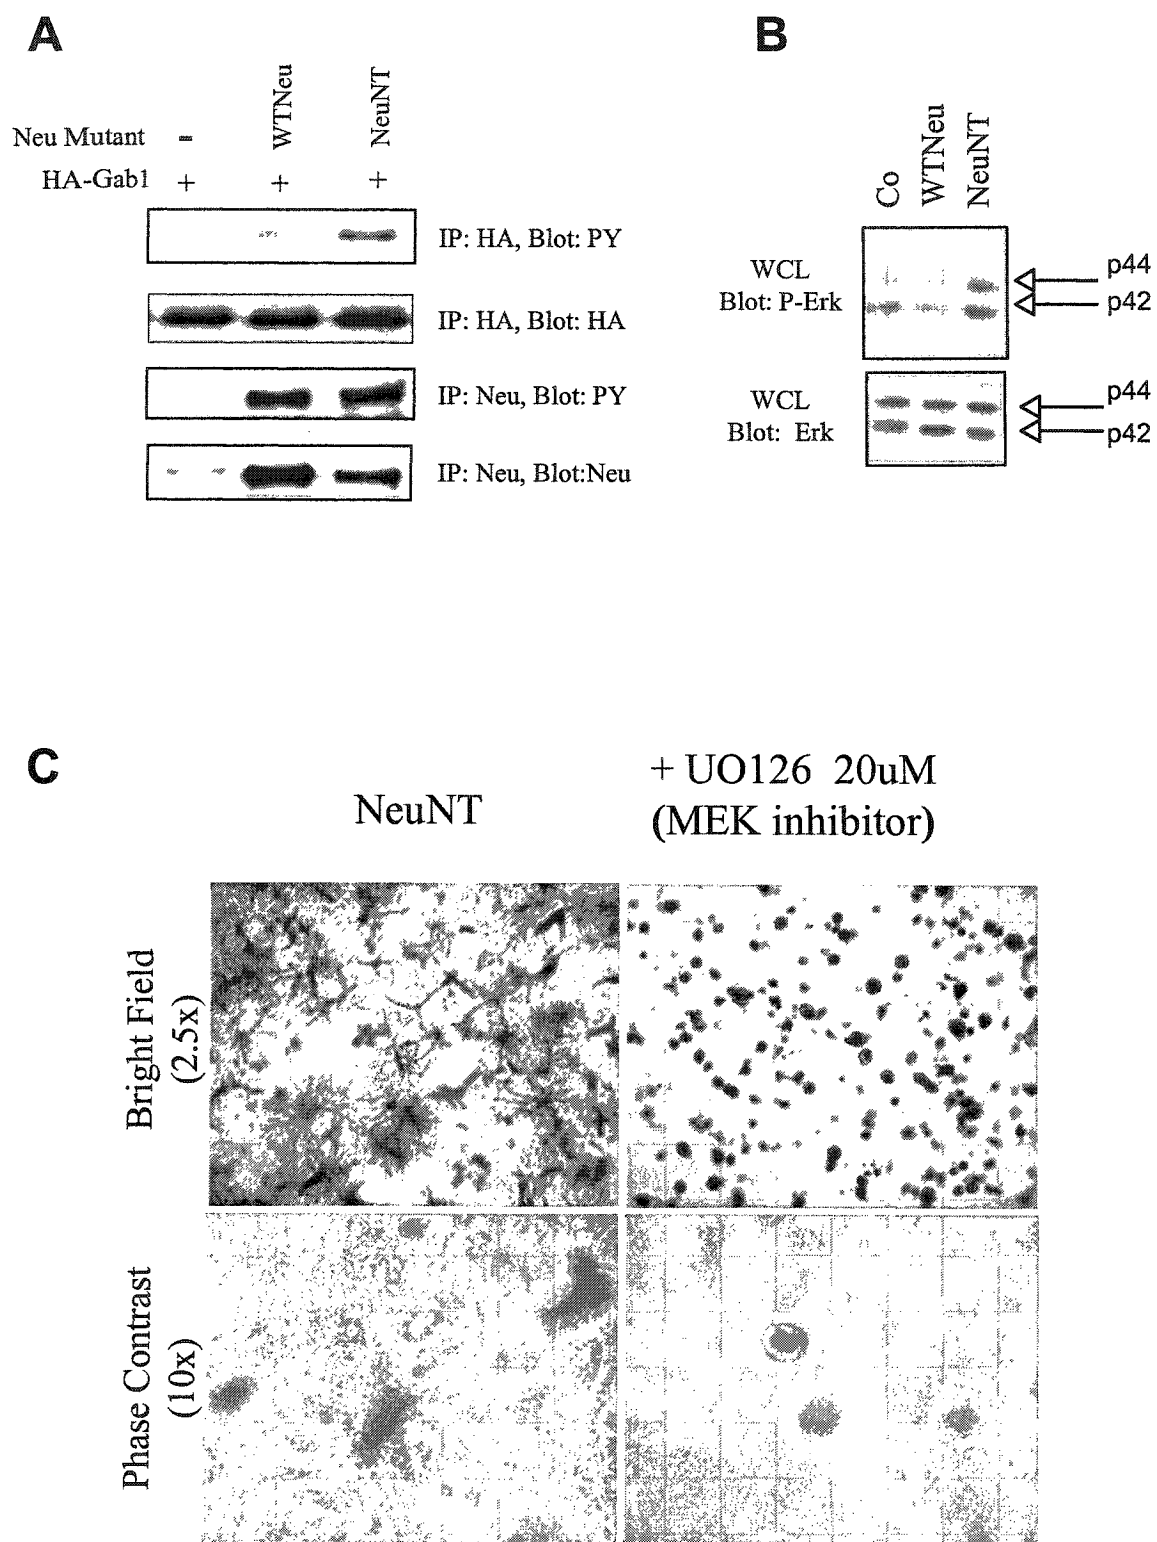 A
Neu Mutant - WTNeu NeuNT
HA-Gab1 + + +
IP: HA, Blot: PY
IP: HA, Blot: HA
IP: Neu, Blot: PY
IP: Neu, Blot:Neu
B
Co WTNeu NeuNT
WCL
Blot: P-Erk
p44
p42
WCL
Blot: Erk
p44
p42
C
NeuNT
+ UO126 20uM
(MEK inhibitor)
Bright Field
(2.5x)
Phase Contrast
(10x)